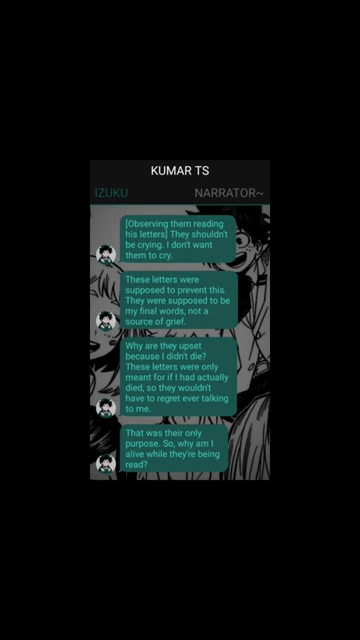 KUMAR TS
IZUKU NARRATOR~
[Observing them reading
his letters] They shouldn't
be crying. I don't want
them to cry.
These letters were
supposed to prevent this.
They were supposed to be
my final words, not a
source of grief.
Why are they upset
because I didn't die?
These letters were only
meant for if I had actually
died, so they wouldn't
have to regret ever talking
to me.
That was their only
purpose. So, why am I
alive while they're being
read?